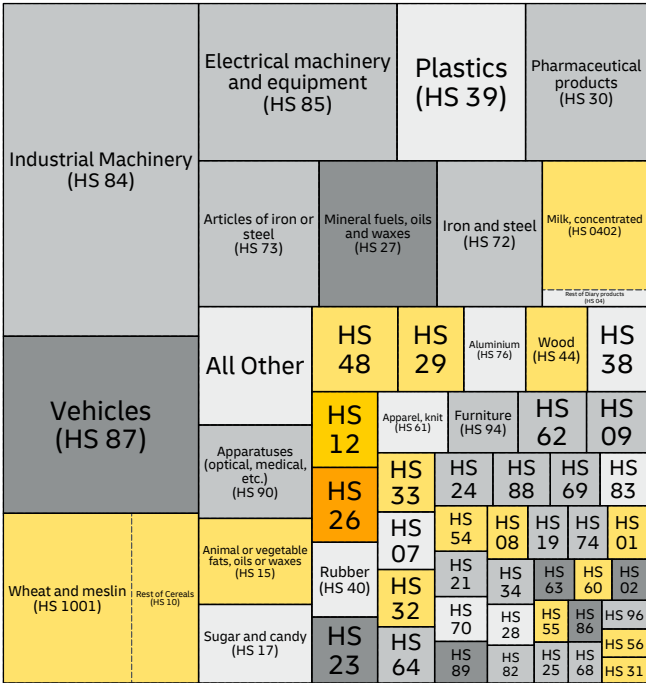 Industrial Machinery
(HS 84)
Electrical machinery
and equipment
(HS 85)
Plastics
(HS 39)
Pharmaceutical
products
(HS 30)
Articles of iron or
steel
(HS 73)
Mineral fuels, oils
and waxes
(HS 27)
Iron and steel
(HS 72)
Milk, concentrated
(HS 0402)
Rest of Diary products
(HS 04)
Vehicles
(HS 87)
Wheat and meslin
(HS 1001)
Rest of Cereals
(HS 10)
All Other
Apparatuses
(optical, medical,
etc.)
(HS 90)
Animal or vegetable
fats, oils or waxes
(HS 15)
Sugar and candy
(HS 17)
HS
48
HS
29
Aluminium
(HS 76)
Wood
(HS 44)
HS
38
HS
12
Apparel, knit
(HS 61)
Furniture
(HS 94)
HS
62
HS
09
HS
26
HS
33
HS
24
HS
88
HS
69
HS
83
Rubber
(HS 40)
HS
07
HS
54
HS
08
HS
19
HS
74
HS
01
HS
32
HS
21
HS
34
HS
63
HS
60
HS
02
HS
23
HS
64
HS
70
HS
28
HS
55
HS
86
HS 96
HS
89
HS
82
HS
25
HS
68
HS 56
HS 31